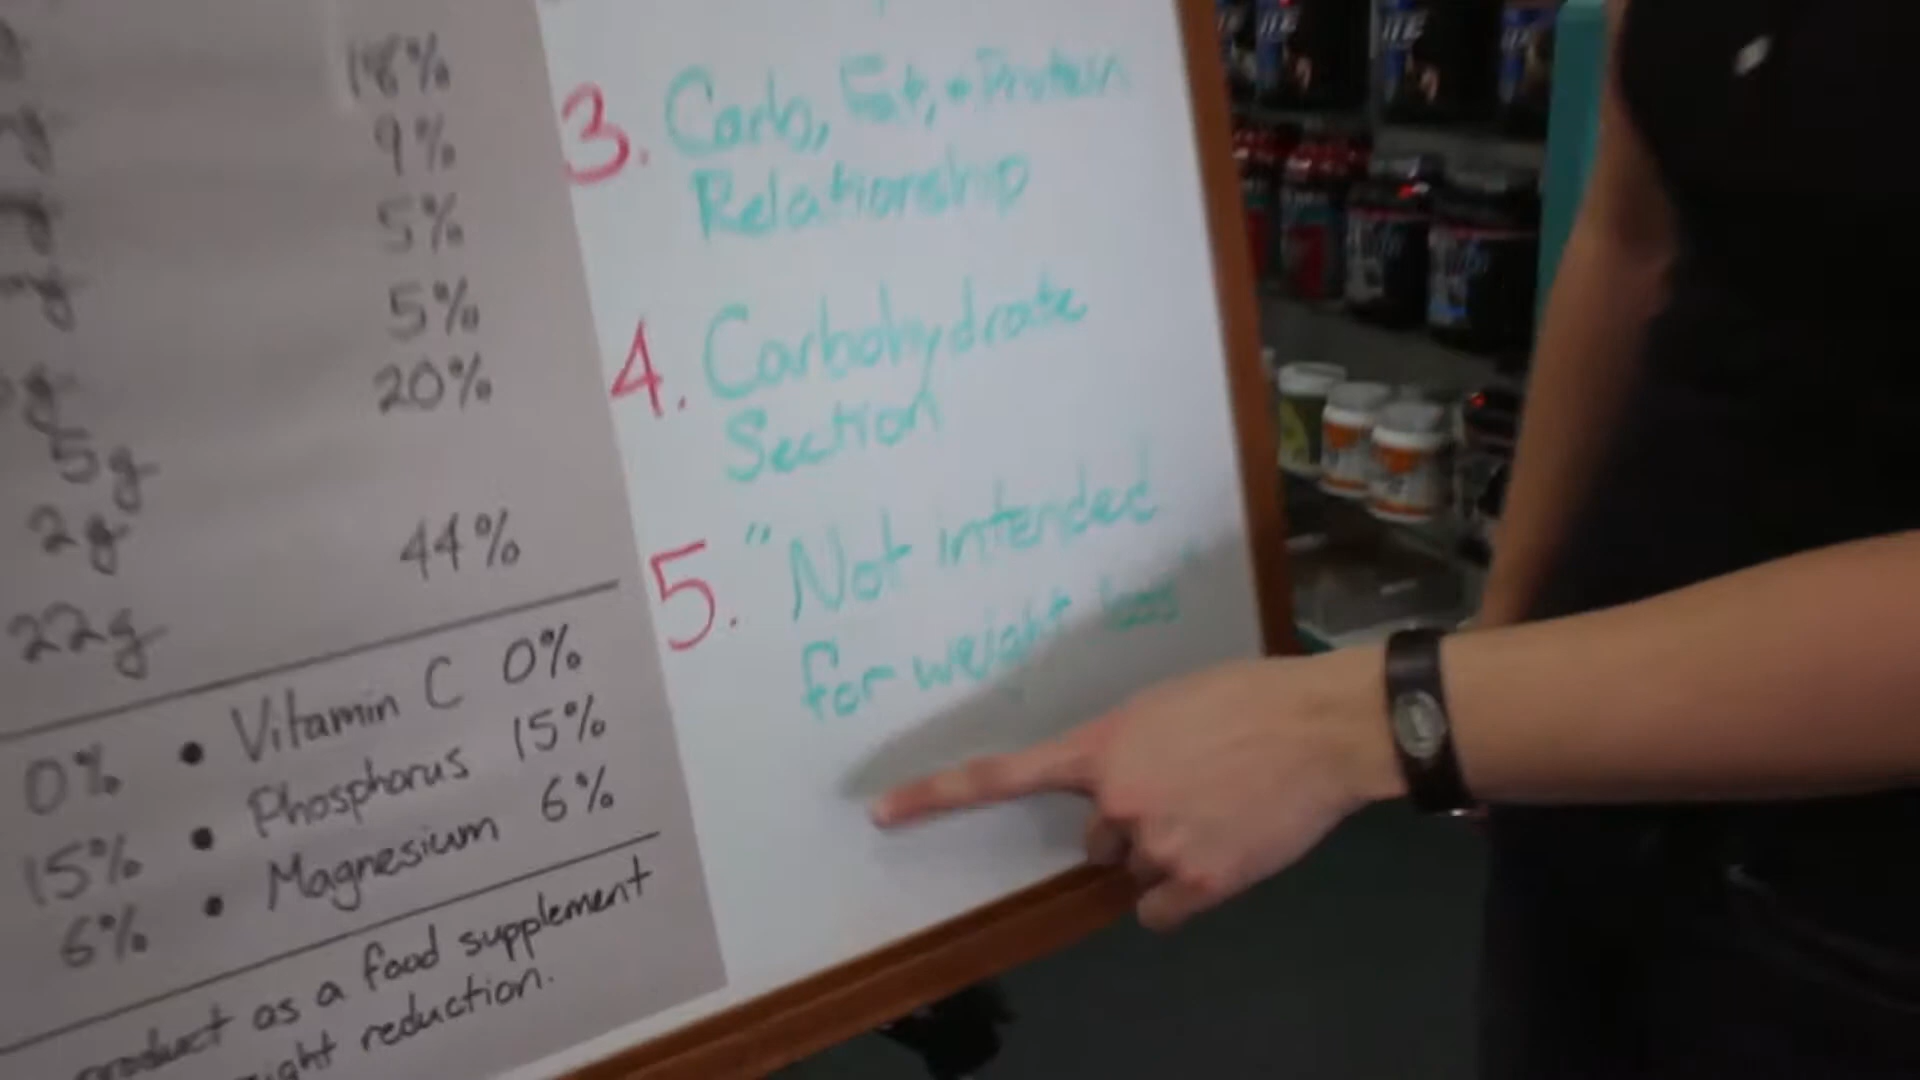 18%
9%
5%
5%
20%
5g
2g
44%
22g
0% • Vitamin C 0%
15% • Phosphorus 15%
6% • Magnesium 6%
product as a food supplement
reduction.
3. Carb, Fat, + Protein
Relationship
4. Carbohydrate
Section
5. "Not intended
for weight loss"